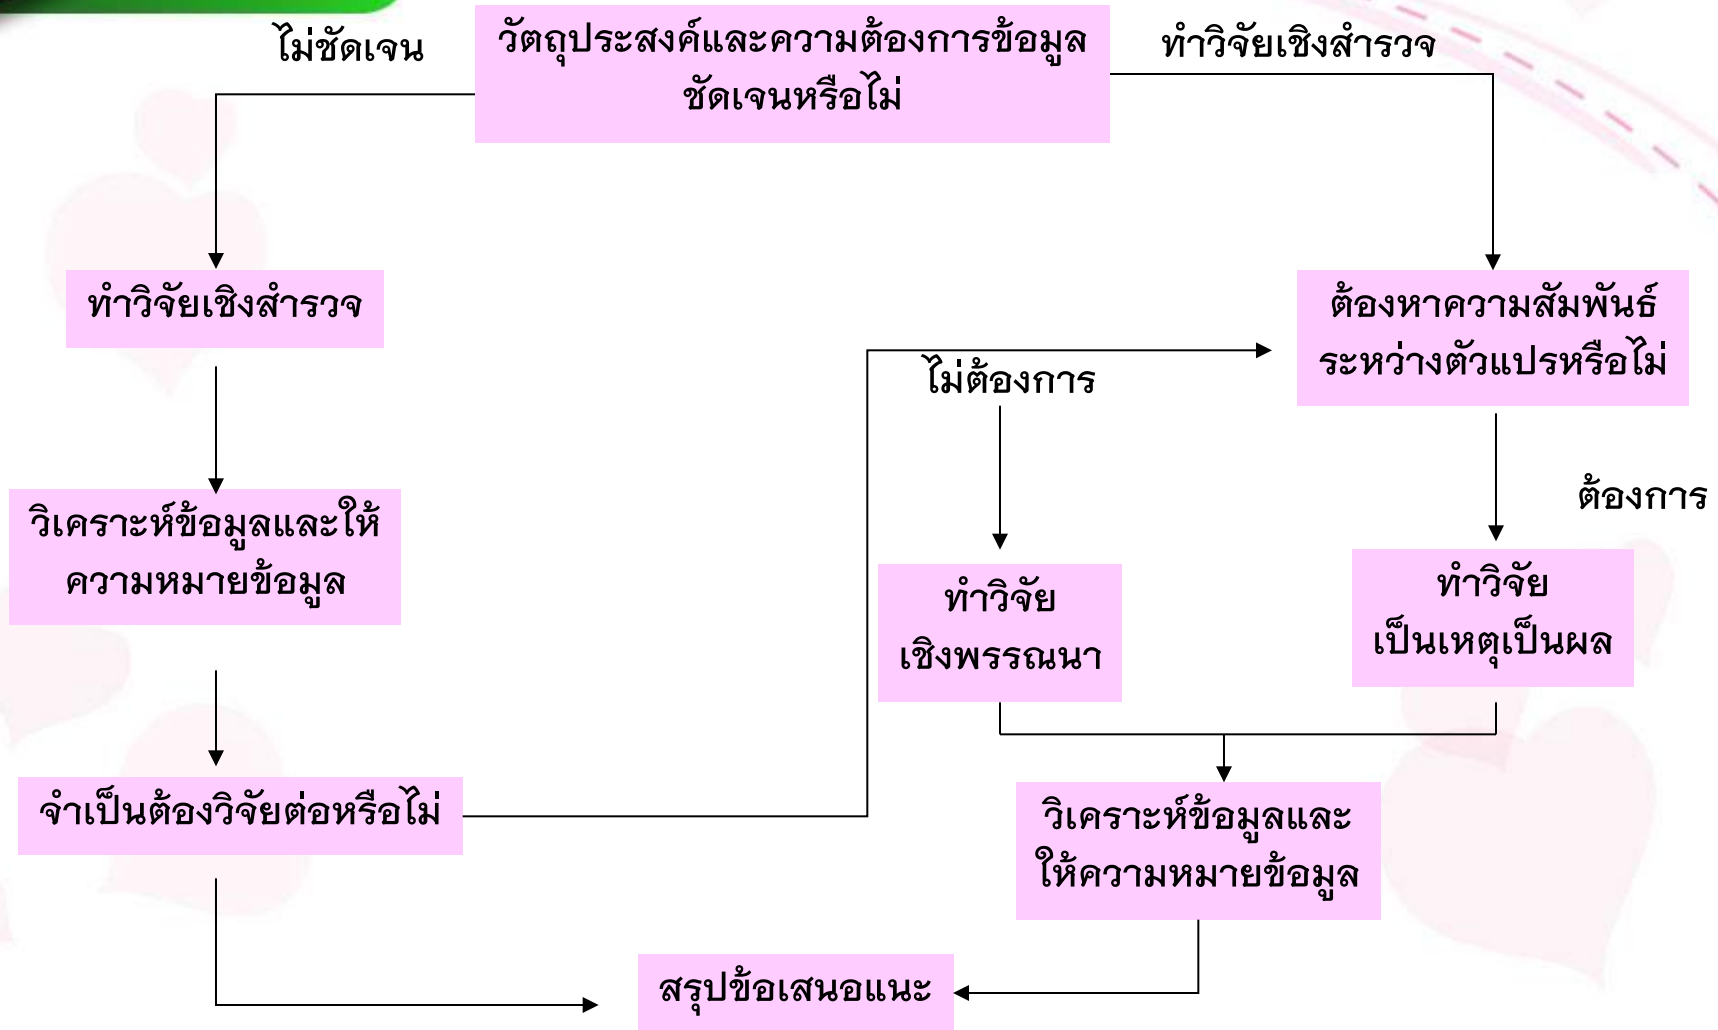 ไม่ชัดเจน
วัตถุประสงค์และความต้องการข้อมูล
ชัดเจนหรือไม่
ทำวิจัยเชิงสำรวจ
ทำวิจัยเชิงสำรวจ
ต้องหาความสัมพันธ์
ระหว่างตัวแปรหรือไม่
ไม่ต้องการ
ต้องการ
วิเคราะห์ข้อมูลและให้
ความหมายข้อมูล
ทำวิจัย
เชิงพรรณนา
ทำวิจัย
เป็นเหตุเป็นผล
จำเป็นต้องวิจัยต่อหรือไม่
วิเคราะห์ข้อมูลและ
ให้ความหมายข้อมูล
สรุปข้อเสนอแนะ